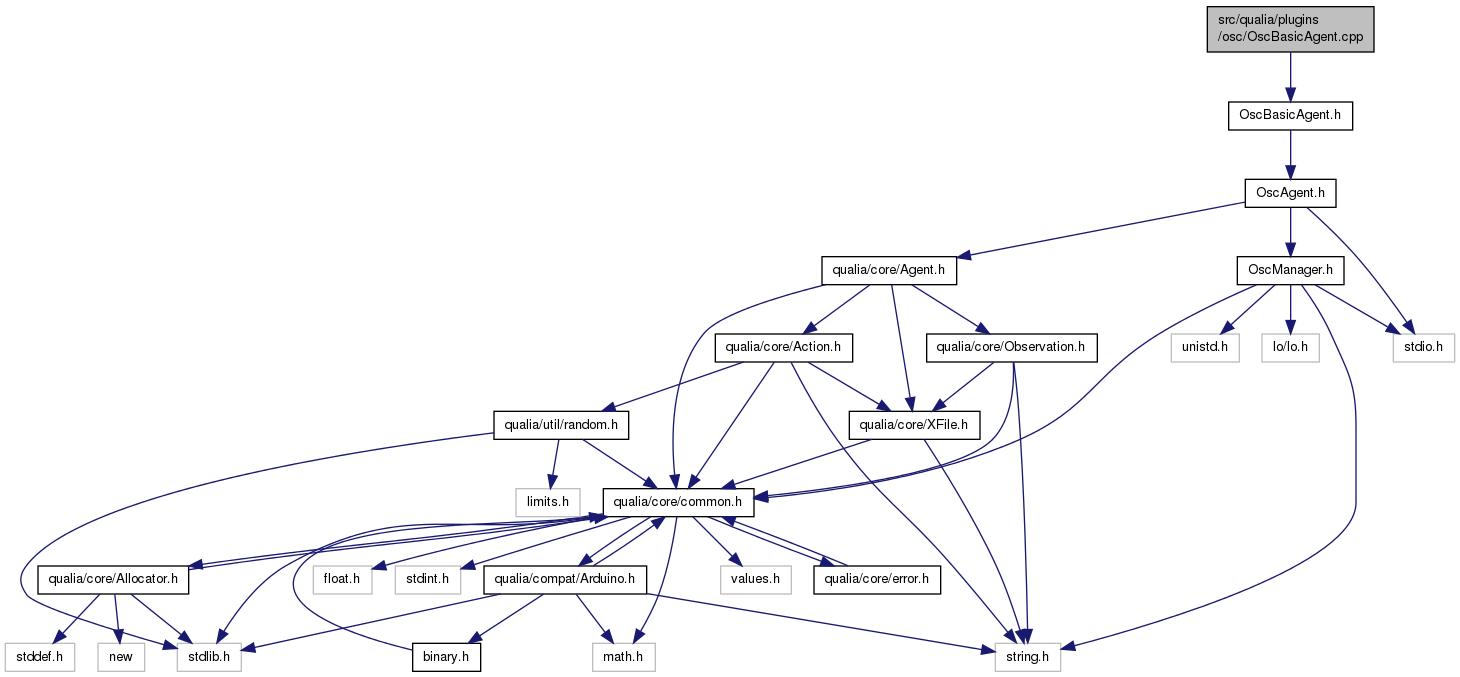 src/qualia/plugins
/osc/OscBasicAgent.cpp
OscBasicAgent.h
OscAgent.h
qualia/core/Agent.h
OscManager.h
qualia/core/Action.h
qualia/core/Observation.h
unistd.h
lo/lo.h
stdio.h
qualia/util/random.h
qualia/core/XFile.h
limits.h
qualia/core/common.h
qualia/core/Allocator.h
float.h
stdint.h
qualia/compat/Arduino.h
values.h
qualia/core/error.h
stddef.h
new
stdlib.h
binary.h
math.h
string.h